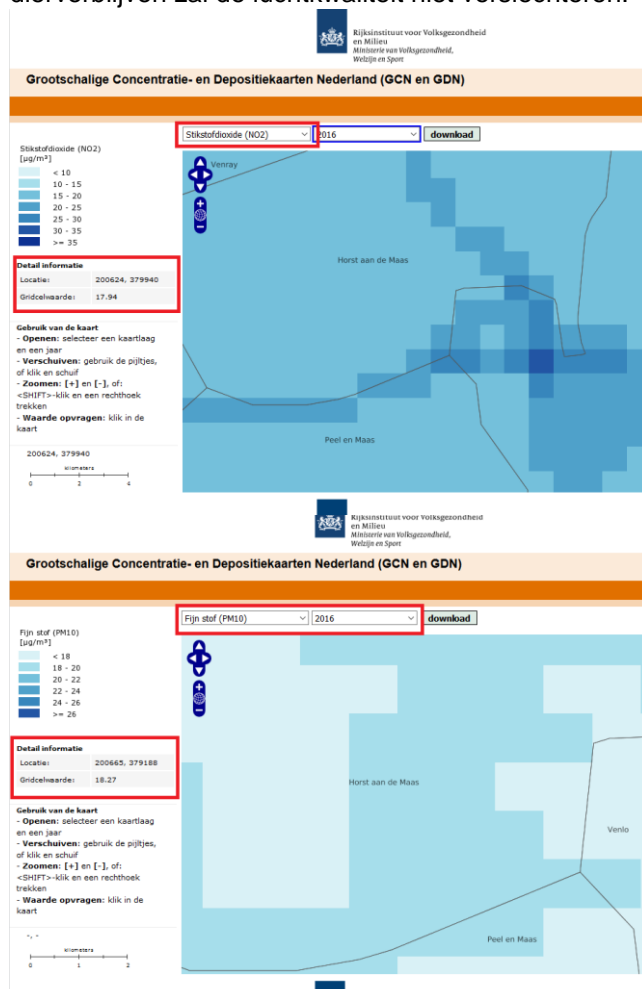 dierverblijven zal de luchtkwaliteit niet verslechteren.
Rijksinstituut voor Volksgezondheid
en Milieu
Ministerie van Volksgezondheid,
Welzijn en Sport
Grootschalige Concentratie- en Depositiekaarten Nederland (GCN en GDN)
Stikstofdioxide (NO2) 2016 download
Stikstofdioxide (NO2)
[µg/m³]
< 10
10 - 15
15 - 20
20 - 25
25 - 30
30 - 35
>= 35
Venray
Horst aan de Maas
Peel en Maas
Detail informatie
Locatie: 200624, 379940
Gridcelwaarde: 17.94
Gebruik van de kaart
- Openen: selecteer een kaartlaag
en een jaar
- Verschuiven: gebruik de pijltjes,
of klik en schuif
- Zoomen: [+] en [-], of:
<SHIFT>-klik en een rechthoek
trekken
- Waarde opvragen: klik in de
kaart
200624, 379940
kilometers
0 2 4
Rijksinstituut voor Volksgezondheid
en Milieu
Ministerie van Volksgezondheid,
Welzijn en Sport
Grootschalige Concentratie- en Depositiekaarten Nederland (GCN en GDN)
Fijn stof (PM10) 2016 download
Fijn stof (PM10)
[µg/m³]
< 18
18 - 20
20 - 22
22 - 24
24 - 26
>= 26
Horst aan de Maas
Venlo
Peel en Maas
Detail informatie
Locatie: 200665, 379188
Gridcelwaarde: 18.27
Gebruik van de kaart
- Openen: selecteer een kaartlaag
en een jaar
- Verschuiven: gebruik de pijltjes,
of klik en schuif
- Zoomen: [+] en [-], of:
<SHIFT>-klik en een rechthoek
trekken
- Waarde opvragen: klik in de
kaart
-, -
kilometers
0 1 2